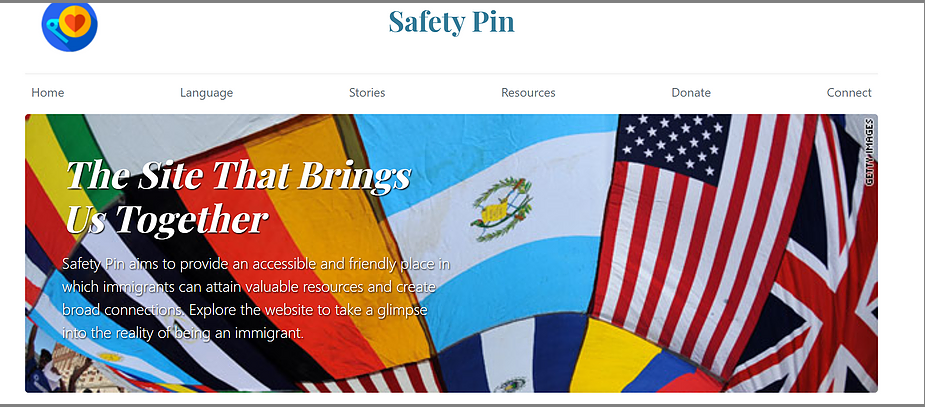 Safety Pin
Home Language Stories Resources Donate Connect
GETTY IMAGES
The Site That Brings
Us Together
Safety Pin aims to provide an accessible and friendly place in
which immigrants can attain valuable resources and create
broad connections. Explore the website to take a glimpse
into the reality of being an immigrant.